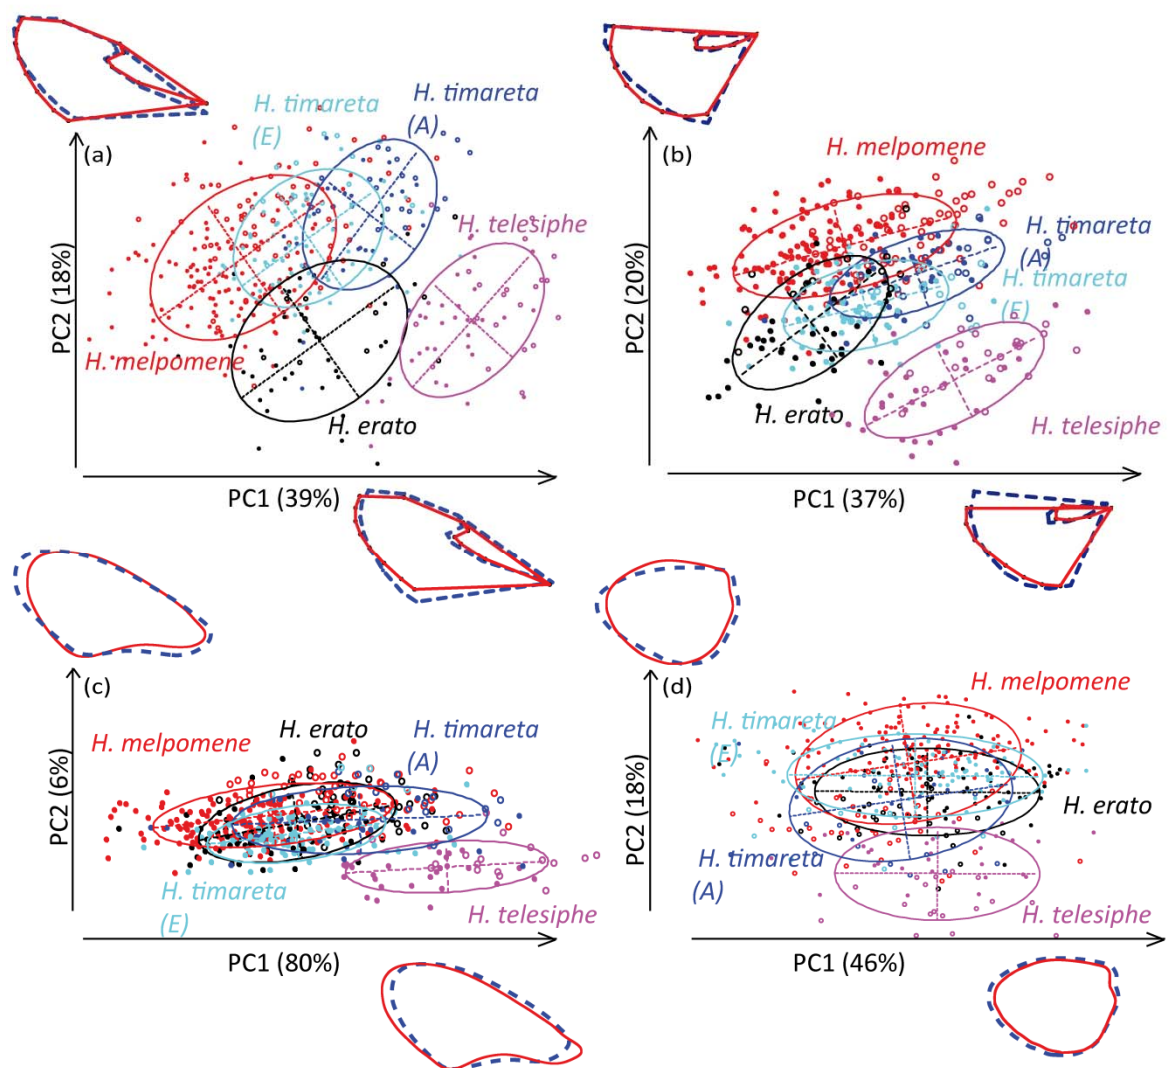 H. timareta
(E)
H. timareta
(A)
(a)
H. telesiphe
H. melpomene
H. erato
PC2 (18%)
PC1 (39%)
(b)
H. melpomene
H. timareta
(A)
H. timareta
(E)
H. erato
H. telesiphe
PC2 (20%)
PC1 (37%)
(c)
H. melpomene
H. erato
H. timareta
(A)
H. timareta
(E)
H. telesiphe
PC2 (6%)
PC1 (80%)
(d)
H. melpomene
H. timareta
(E)
H. erato
H. timareta
(A)
H. telesiphe
PC2 (18%)
PC1 (46%)